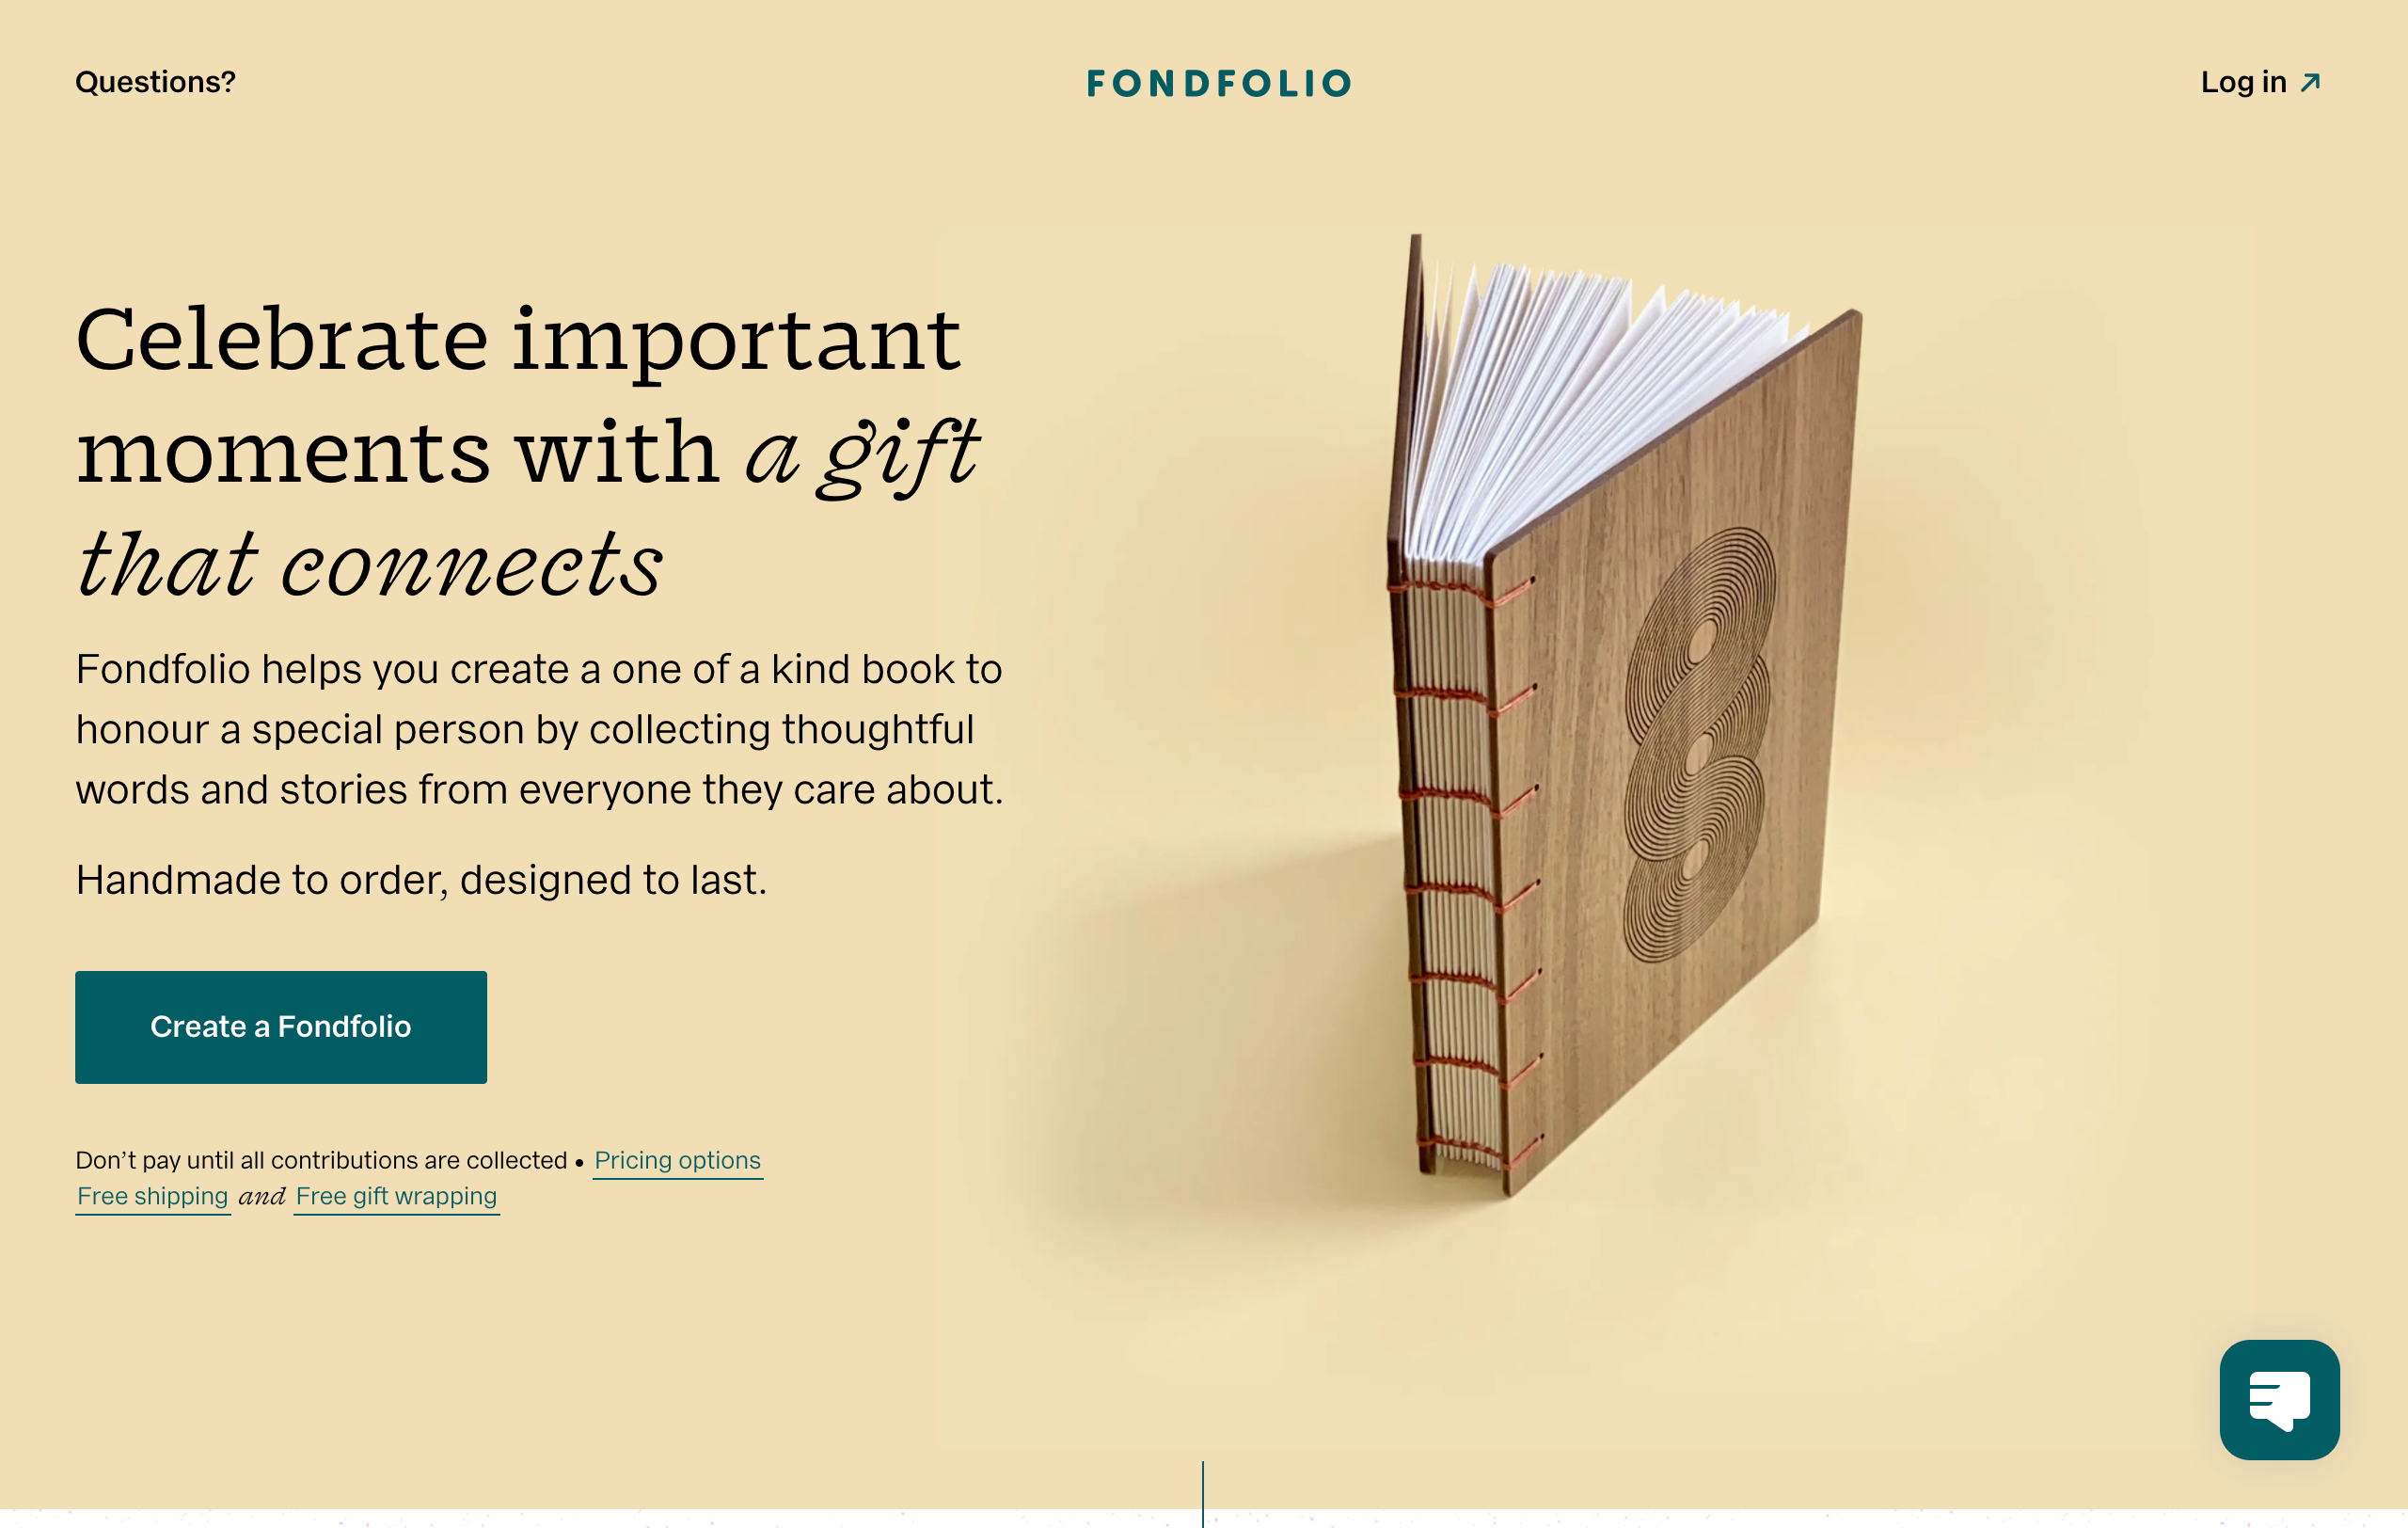 Questions?
FONDFOLIO
Log in
Celebrate important
moments with a gift
that connects
Fondfolio helps you create a one of a kind book to
honour a special person by collecting thoughtful
words and stories from everyone they care about.
Handmade to order, designed to last.
Create a Fondfolio
Don’t pay until all contributions are collected • Pricing options
Free shipping and Free gift wrapping